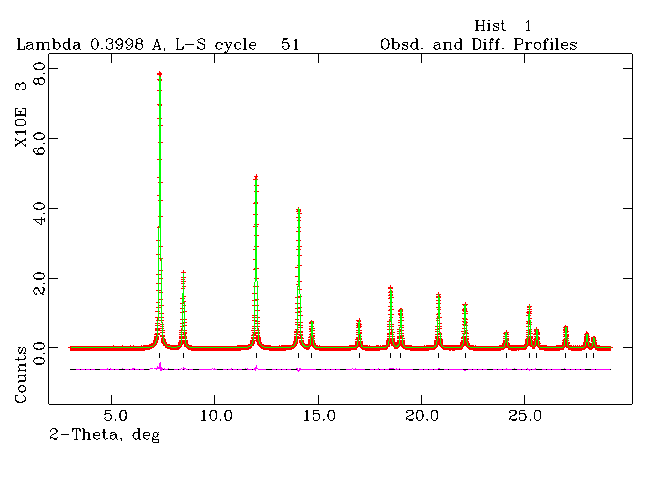 Hist 1
Lambda 0.3998 A, L-S cycle 51 Obsd. and Diff. Profiles
X10E 3
Counts
8.0
6.0
4.0
2.0
0.0
5.0 10.0 15.0 20.0 25.0
2-Theta, deg